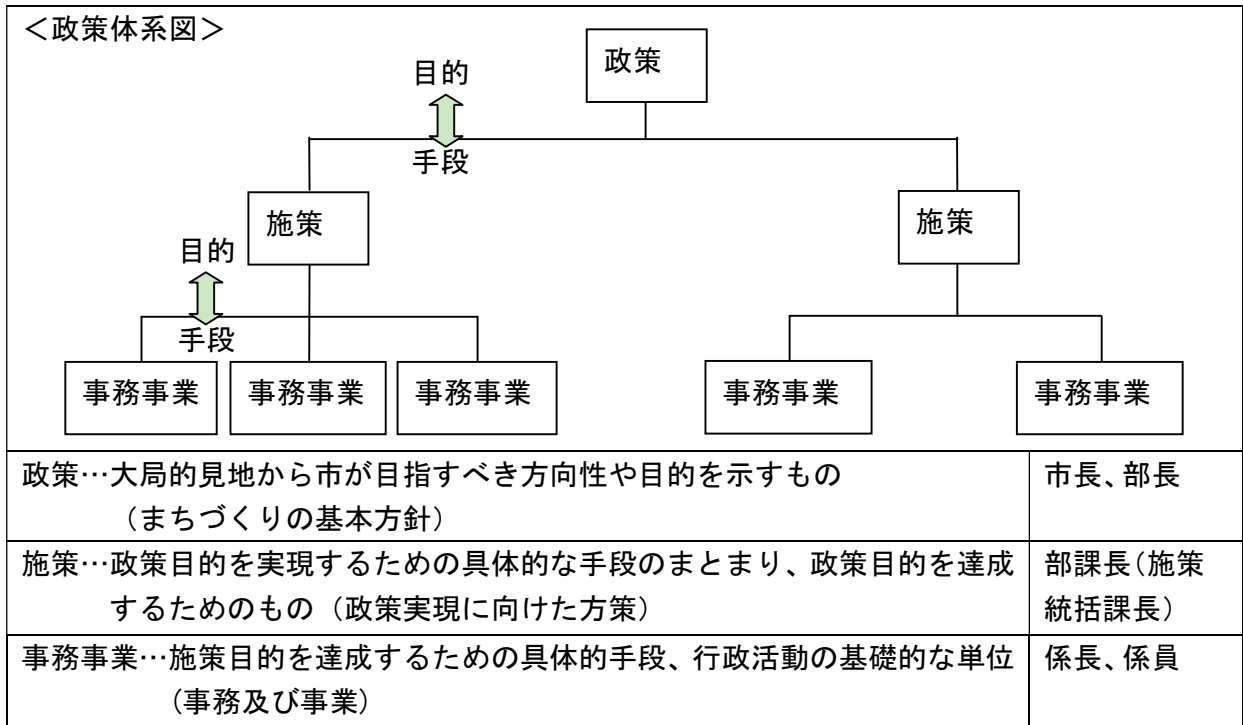 ＜政策体系図＞
政策
目的
手段
施策
施策
目的
手段
事務事業
事務事業
事務事業
事務事業
事務事業
政策…大局的見地から市が目指すべき方向性や目的を示すもの
（まちづくりの基本方針）
市長、部長
施策…政策目的を実現するための具体的な手段のまとまり、政策目的を達成
するためのもの（政策実現に向けた方策）
部課長（施策
統括課長）
事務事業…施策目的を達成するための具体的手段、行政活動の基礎的な単位
（事務及び事業）
係長、係員